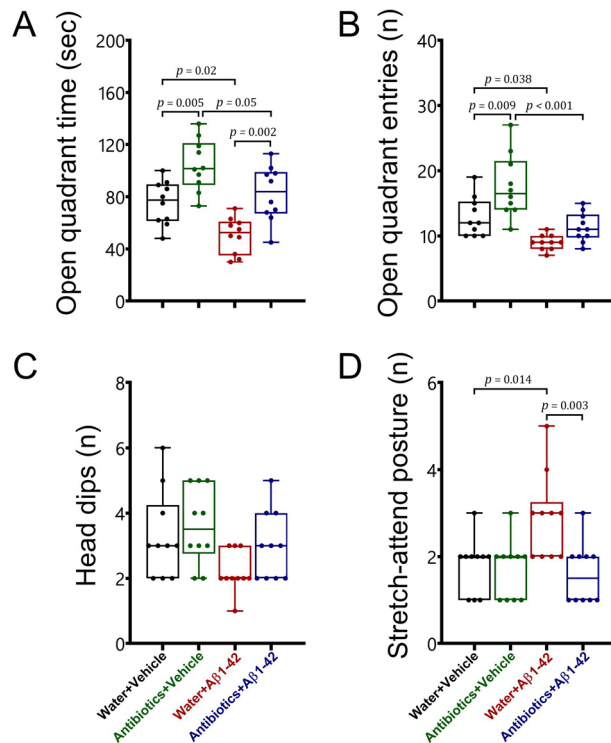 A
Open quadrant time (sec)
200
160
120
80
40
0
p = 0.02
p = 0.005
p = 0.05
p = 0.002
B
Open quadrant entries (n)
40
30
20
10
0
p = 0.038
p = 0.009
p < 0.001
C
Head dips (n)
8
6
4
2
0
Water+Vehicle
Antibiotics+Vehicle
Water+Aβ1-42
Antibiotics+Aβ1-42
D
Stretch-attend posture (n)
6
4
2
0
p = 0.014
p = 0.003
Water+Vehicle
Antibiotics+Vehicle
Water+Aβ1-42
Antibiotics+Aβ1-42